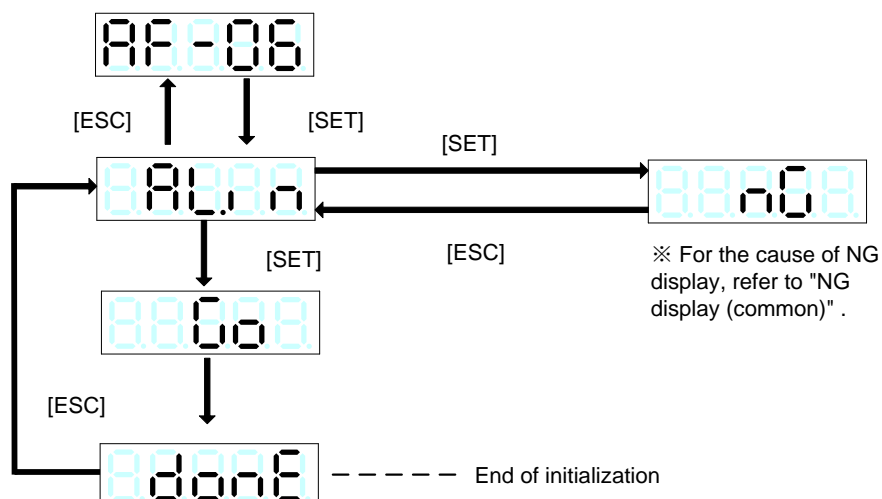 AF-06
[ESC]
[SET]
[SET]
AL.i n
nG
[SET]
[ESC]
※ For the cause of NG
display, refer to "NG
display (common)" .
Go
[ESC]
donE
End of initialization